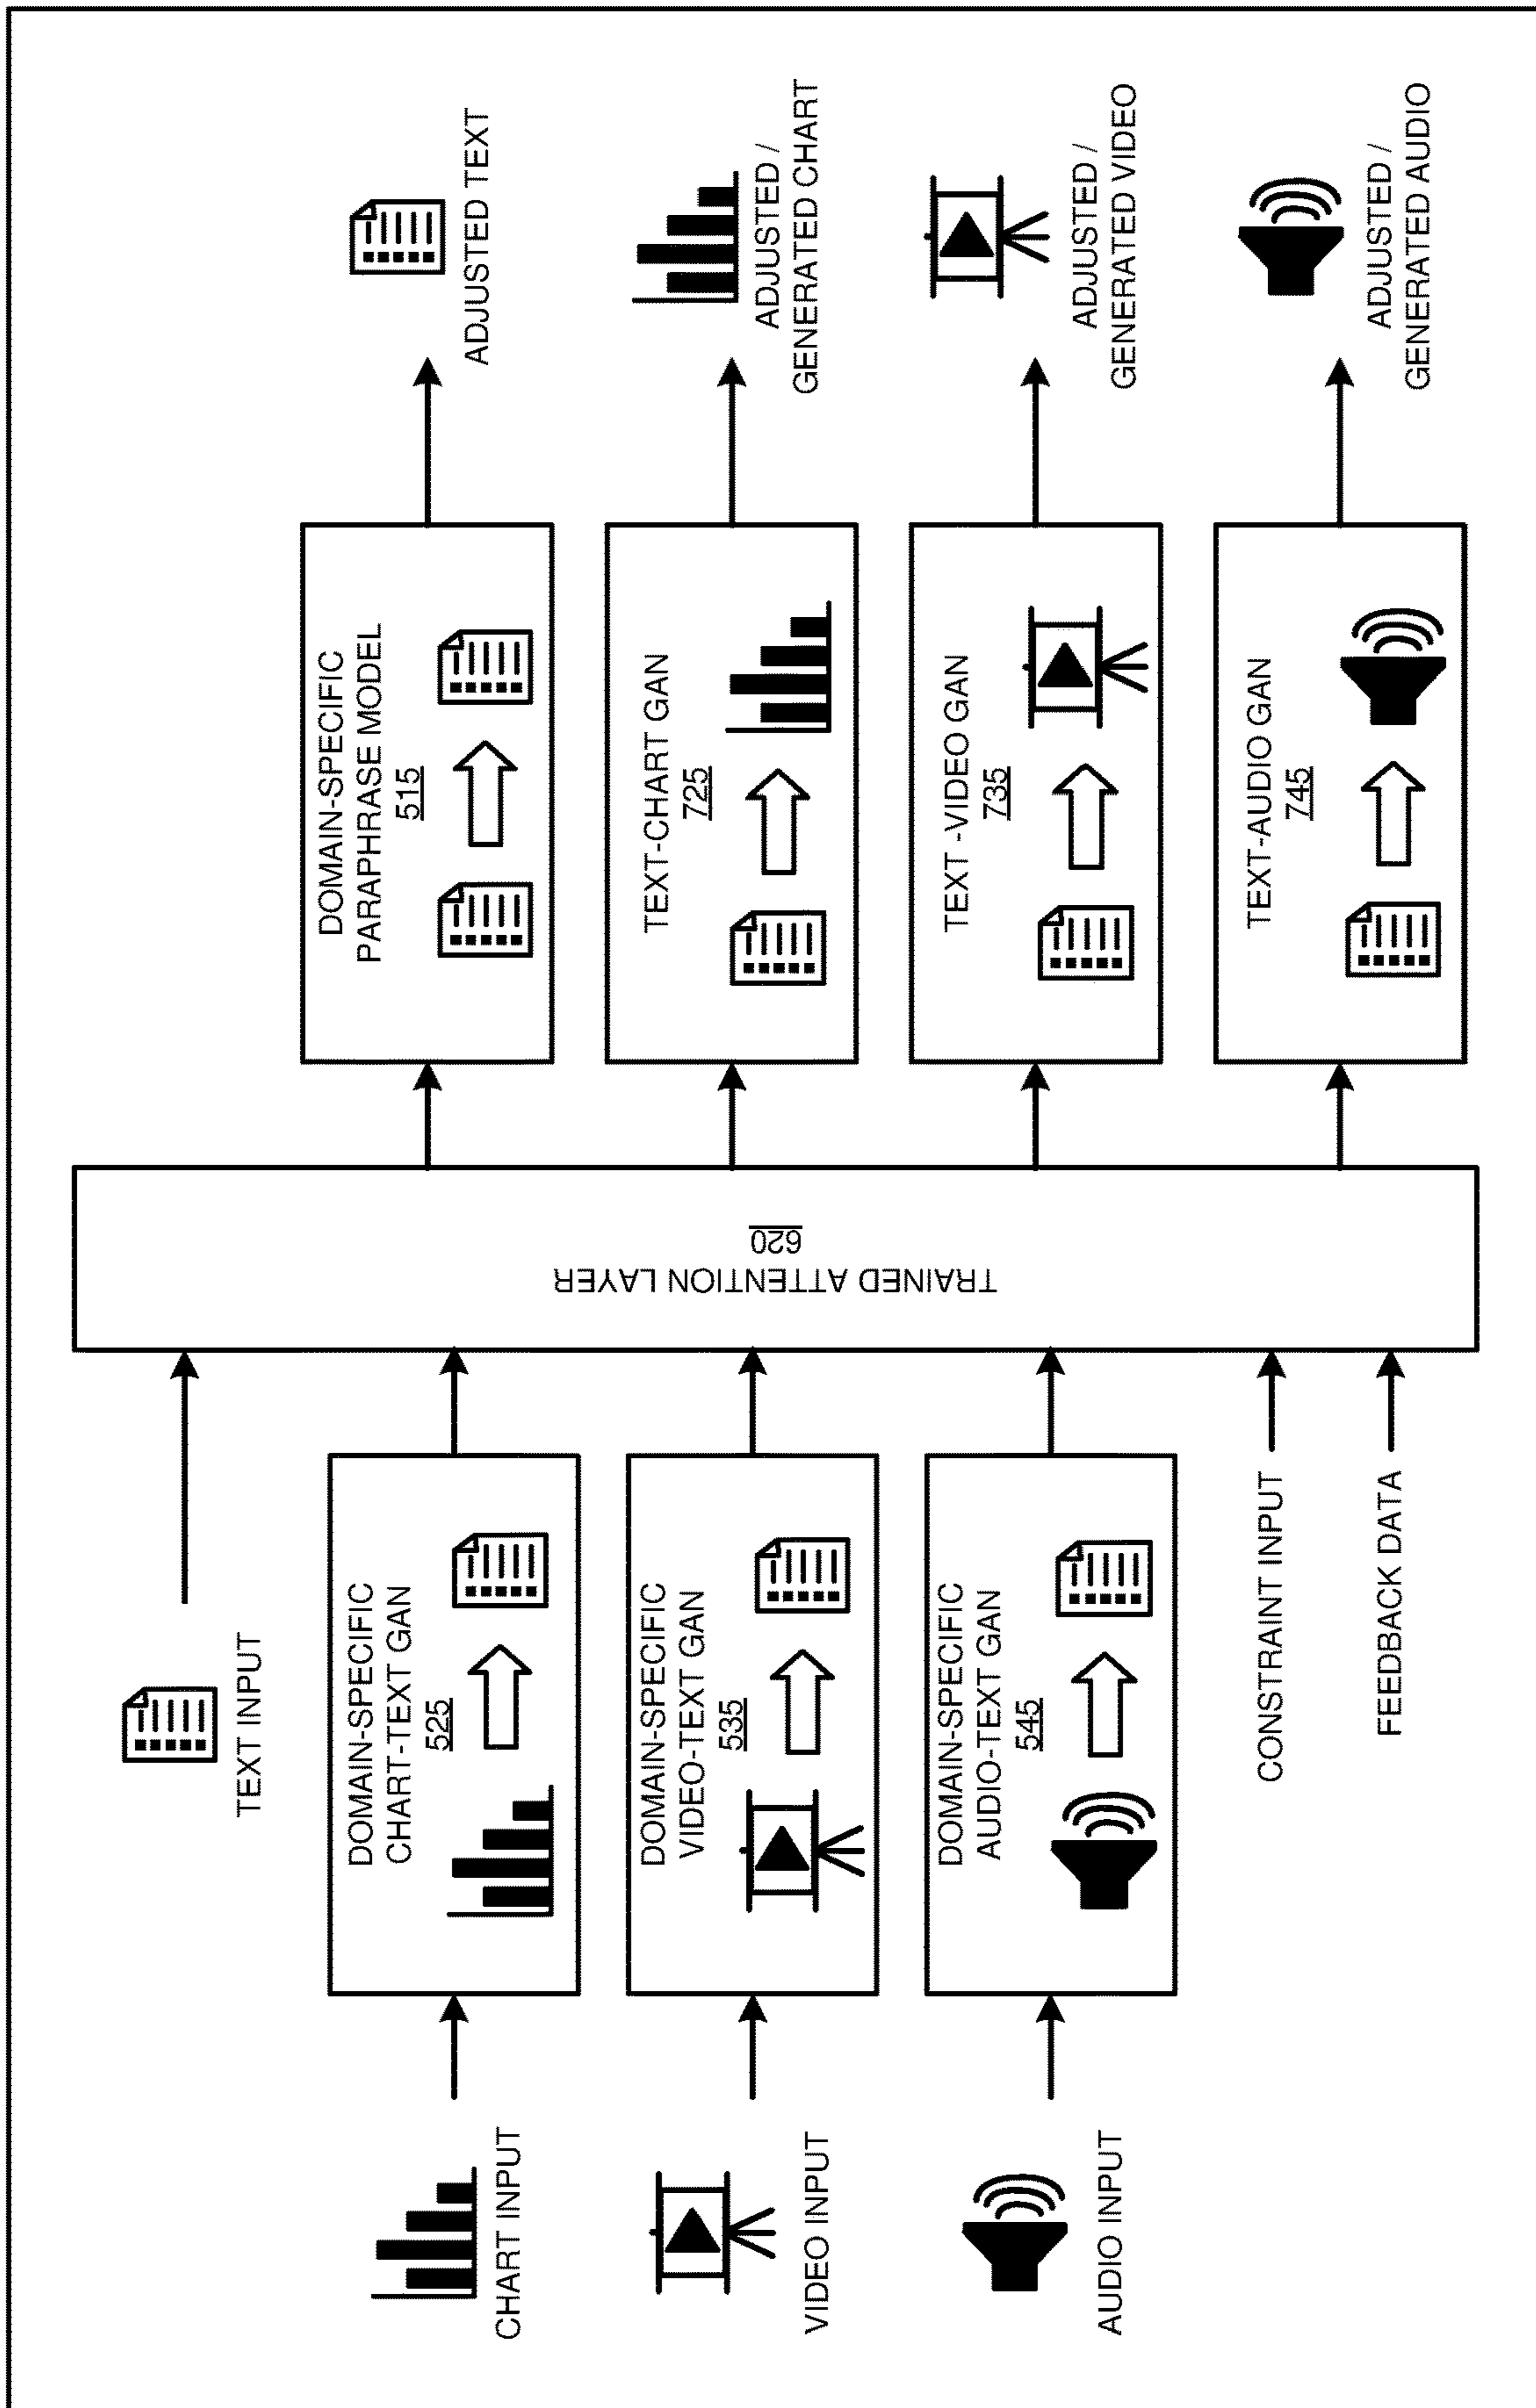 TEXT INPUT
CHART INPUT
DOMAIN-SPECIFIC
CHART-TEXT GAN
525
VIDEO INPUT
DOMAIN-SPECIFIC
VIDEO-TEXT GAN
535
AUDIO INPUT
DOMAIN-SPECIFIC
AUDIO-TEXT GAN
545
CONSTRAINT INPUT
FEEDBACK DATA
TRAINED ATTENTION LAYER
620
DOMAIN-SPECIFIC
PARAPHRASE MODEL
515
ADJUSTED TEXT
TEXT-CHART GAN
725
ADJUSTED /
GENERATED CHART
TEXT -VIDEO GAN
735
ADJUSTED /
GENERATED VIDEO
TEXT-AUDIO GAN
745
ADJUSTED /
GENERATED AUDIO